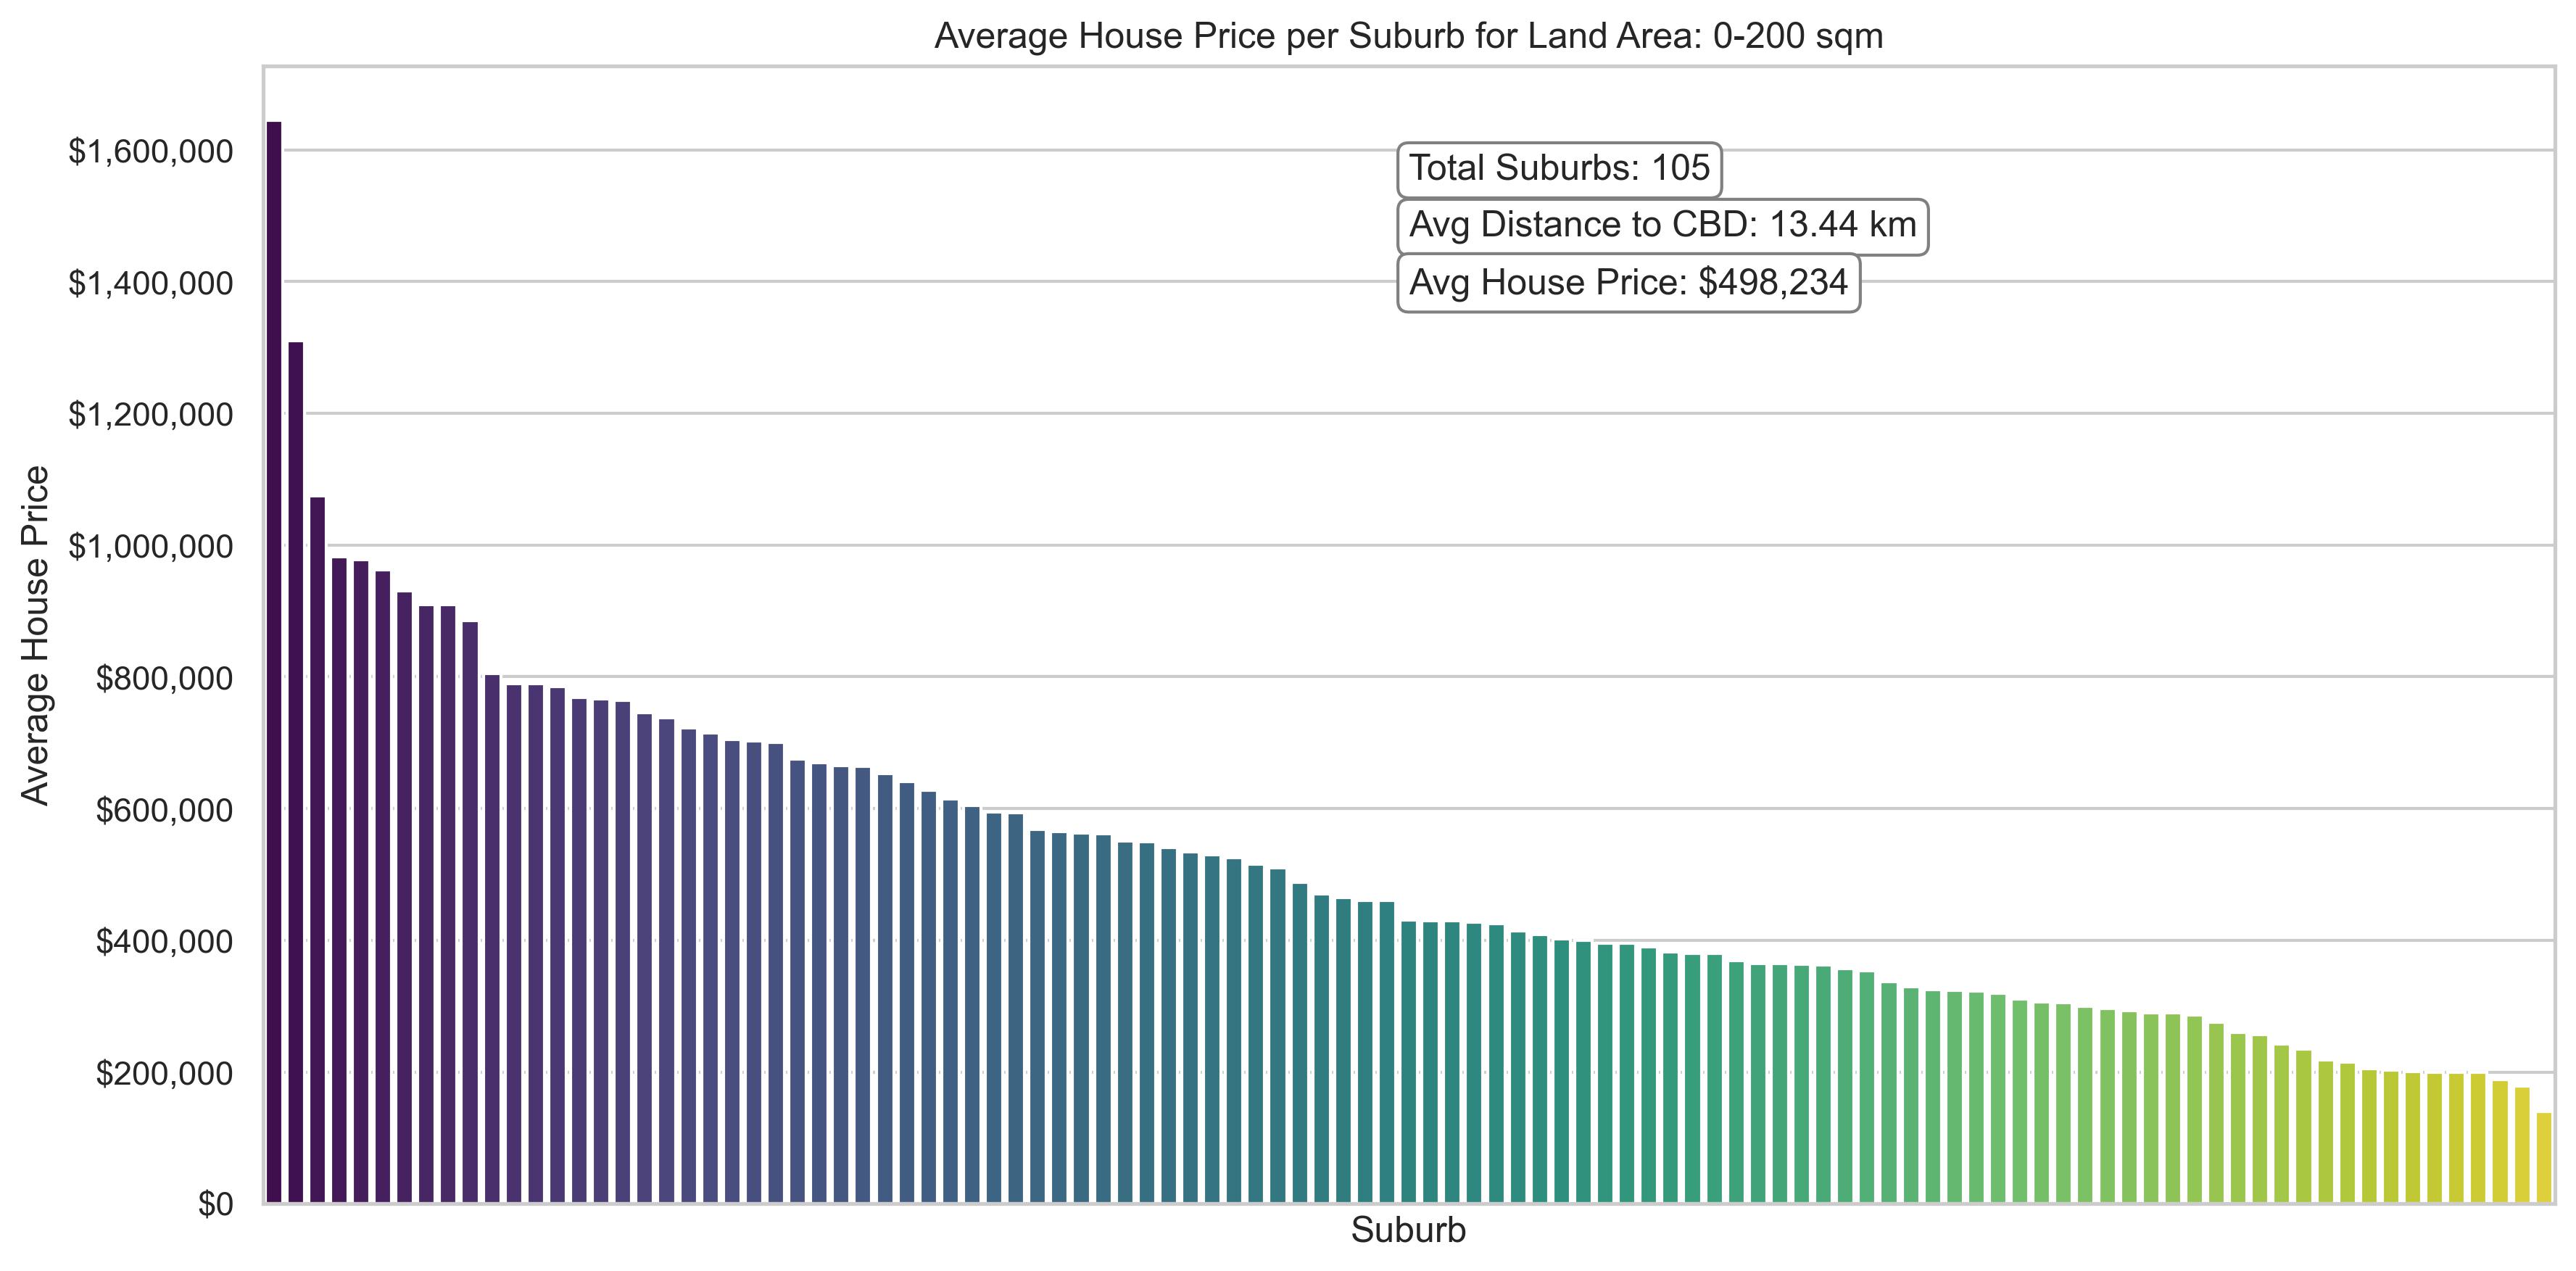 Average House Price per Suburb for Land Area: 0-200 sqm
$1,600,000
$1,400,000
$1,200,000
$1,000,000
$800,000
$600,000
$400,000
$200,000
$0
Average House Price
Total Suburbs: 105
Avg Distance to CBD: 13.44 km
Avg House Price: $498,234
Suburb